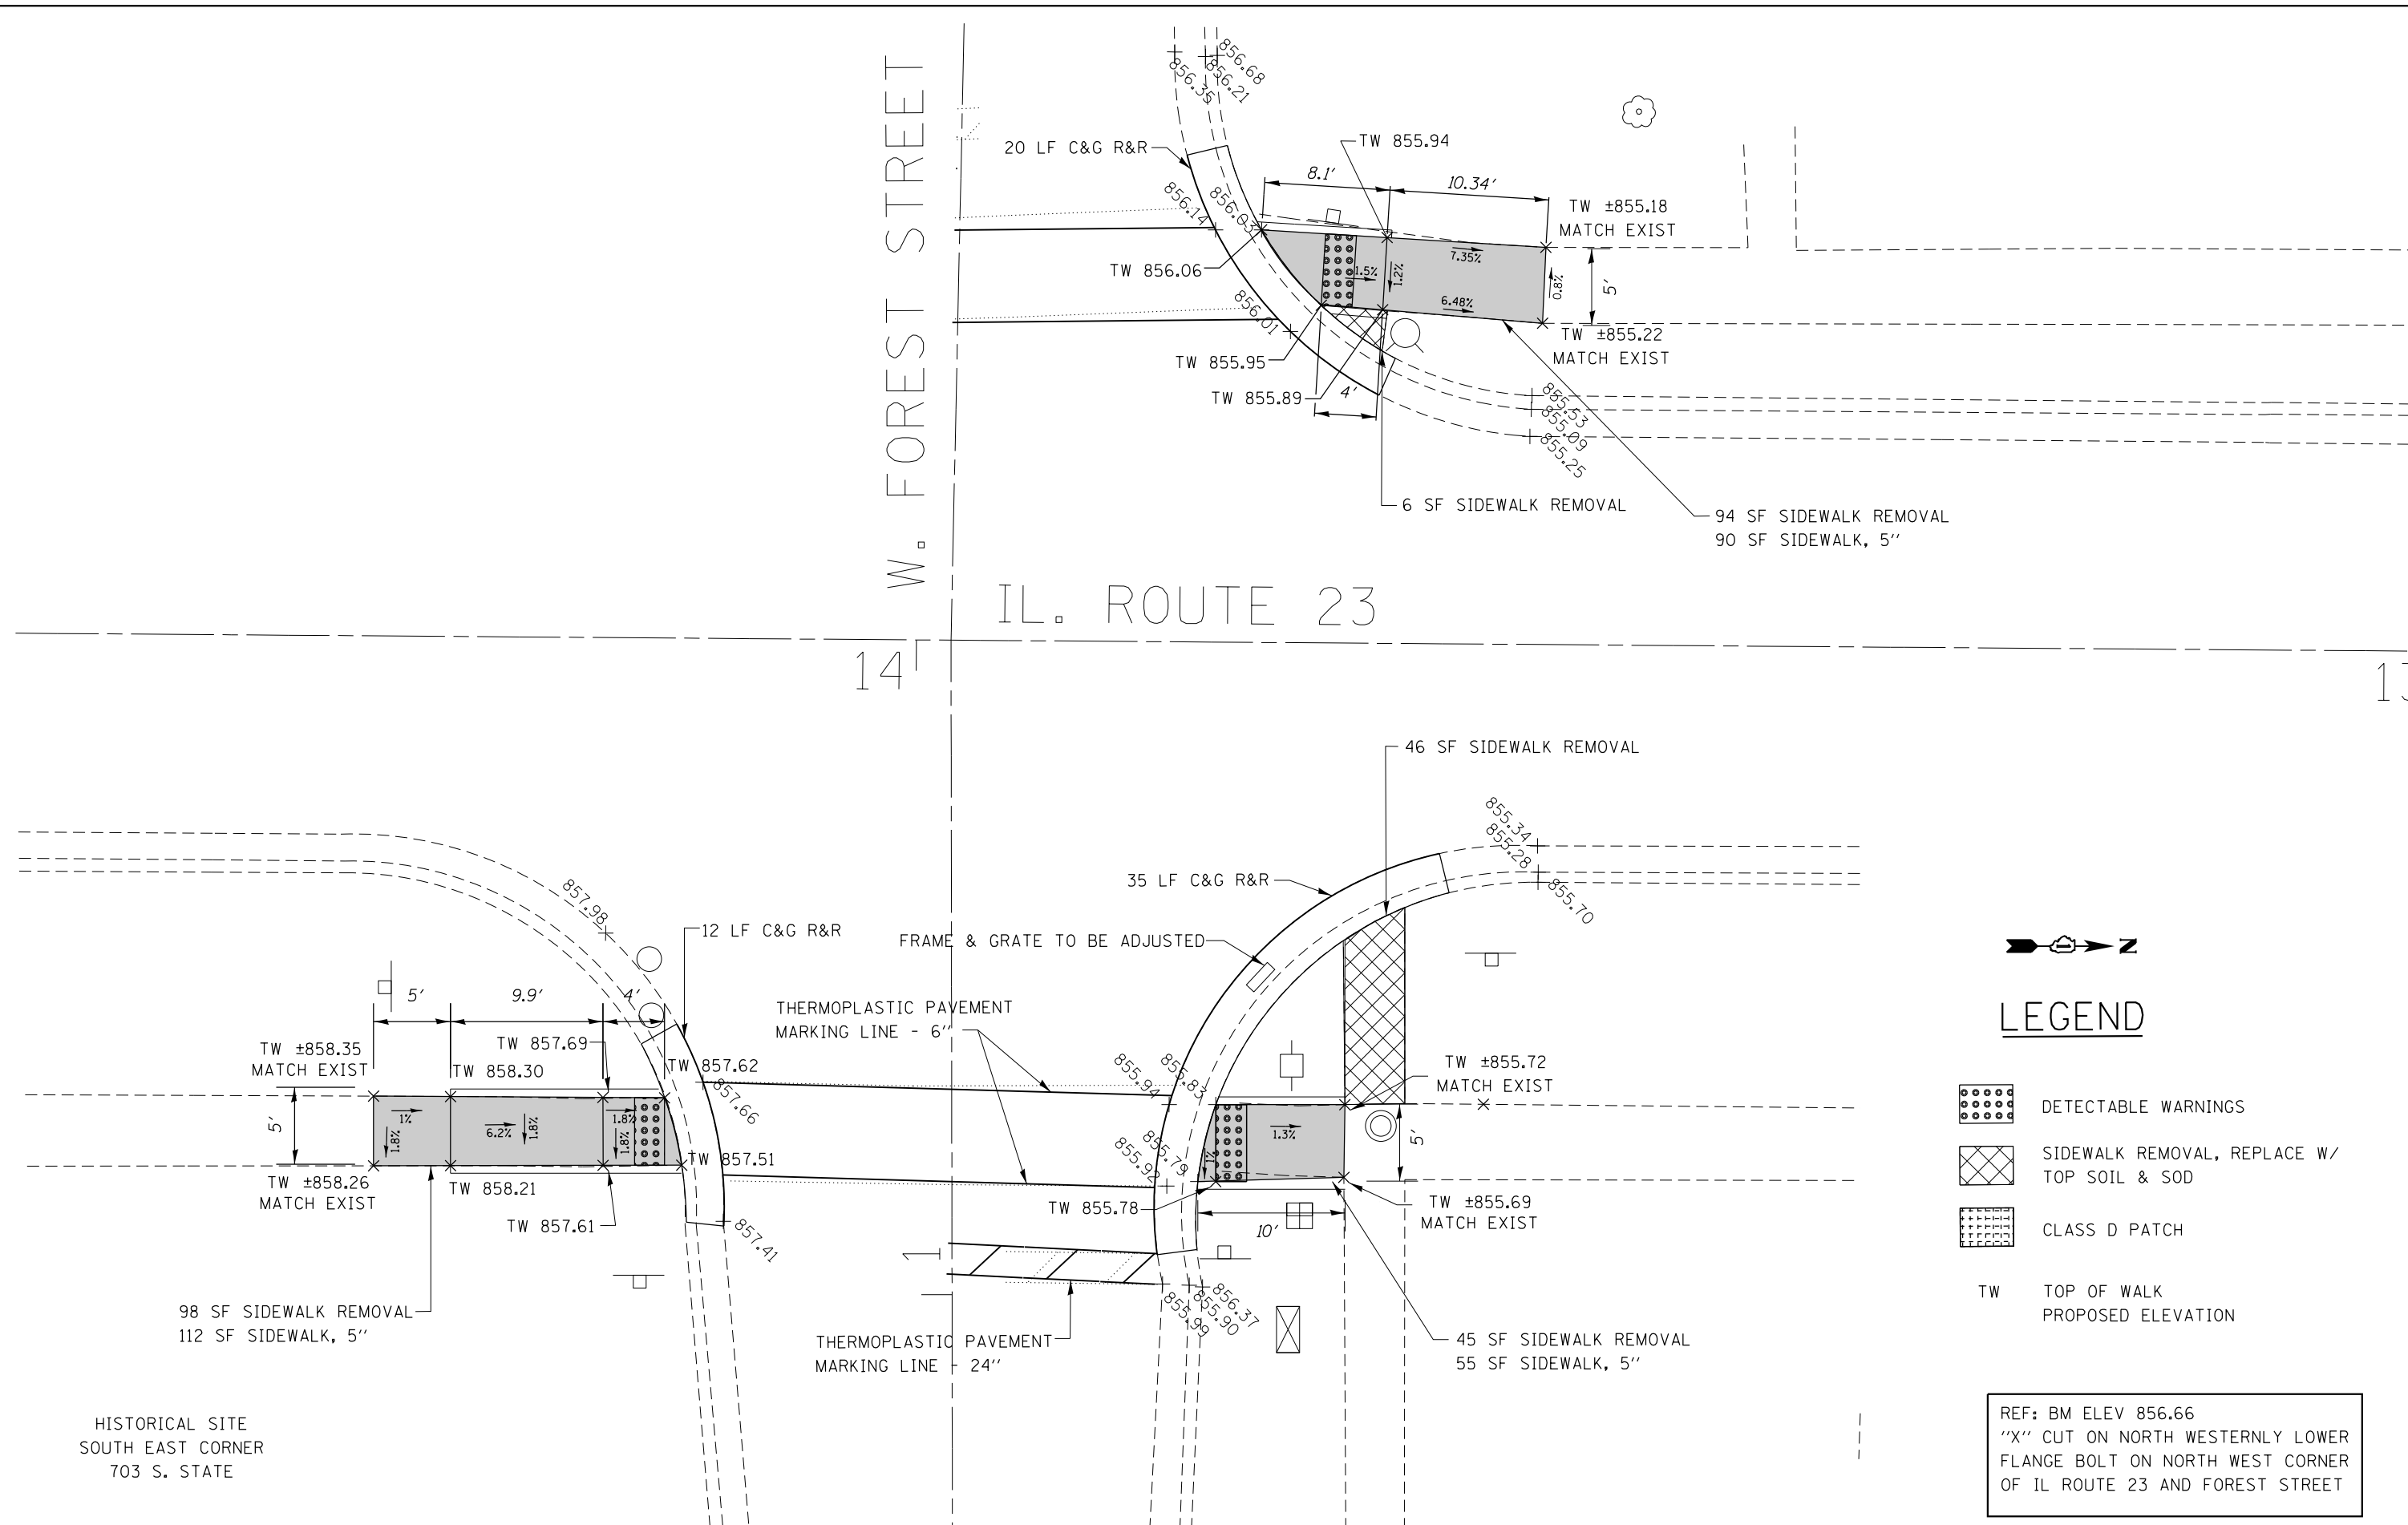 856.68
856.21
856.35
20 LF C&G R&R
TW 855.94
8.1'
10.34'
856.14
856.03
TW ±855.18
MATCH EXIST
TW 856.06
1.5%
1.2%
7.35%
6.48%
0.8%
5'
856.01
TW ±855.22
MATCH EXIST
TW 855.95
TW 855.89
4'
855.53
855.09
855.25
6 SF SIDEWALK REMOVAL
94 SF SIDEWALK REMOVAL
90 SF SIDEWALK, 5''
W. FOREST STREET
IL. ROUTE 23
14
46 SF SIDEWALK REMOVAL
855.34
855.28
855.70
35 LF C&G R&R
857.98
12 LF C&G R&R
FRAME & GRATE TO BE ADJUSTED
5'
9.9'
4'
THERMOPLASTIC PAVEMENT
MARKING LINE - 6''
TW ±858.35
MATCH EXIST
TW 857.69
TW 858.30
TW 857.62
857.66
855.94
855.83
TW ±855.72
MATCH EXIST
5'
1%
1.8%
6.2%
1.8%
1.8%
1.8%
1.3%
1%
5'
TW 857.51
855.79
855.92
TW ±858.26
MATCH EXIST
TW 858.21
TW 857.61
857.41
TW 855.78
10'
TW ±855.69
MATCH EXIST
98 SF SIDEWALK REMOVAL
112 SF SIDEWALK, 5''
856.37
855.90
855.99
THERMOPLASTIC PAVEMENT
MARKING LINE - 24''
45 SF SIDEWALK REMOVAL
55 SF SIDEWALK, 5''
HISTORICAL SITE
SOUTH EAST CORNER
703 S. STATE
N
LEGEND
DETECTABLE WARNINGS
SIDEWALK REMOVAL, REPLACE W/
TOP SOIL & SOD
CLASS D PATCH
TW TOP OF WALK
PROPOSED ELEVATION
REF: BM ELEV 856.66
''X'' CUT ON NORTH WESTERNLY LOWER
FLANGE BOLT ON NORTH WEST CORNER
OF IL ROUTE 23 AND FOREST STREET